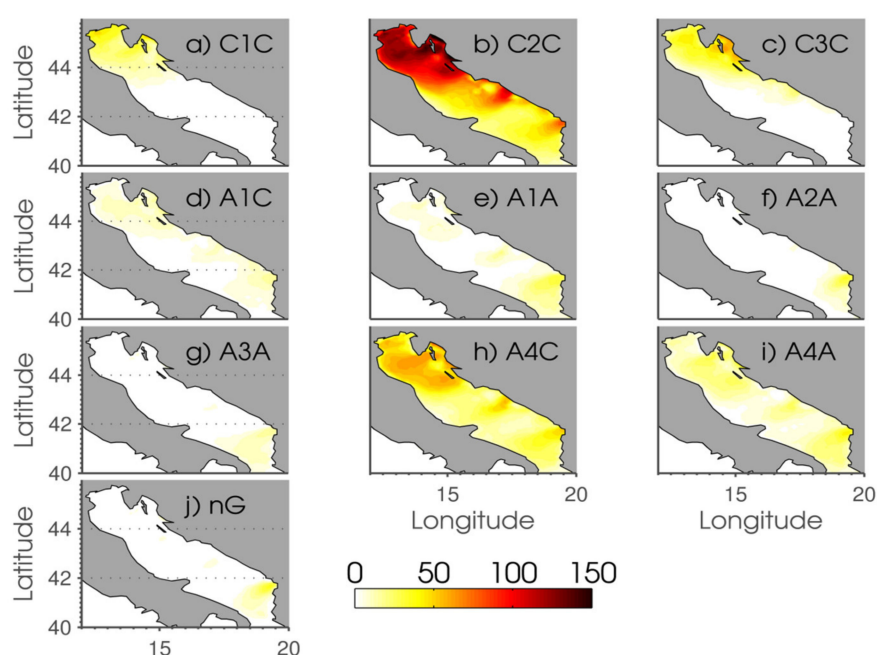 a) C1C
b) C2C
c) C3C
Latitude
44
42
40
d) A1C
e) A1A
f) A2A
Latitude
44
42
40
g) A3A
h) A4C
i) A4A
Latitude
44
42
40
15
20
15
20
Longitude
Longitude
j) nG
Latitude
44
42
40
15
20
0
50
100
150